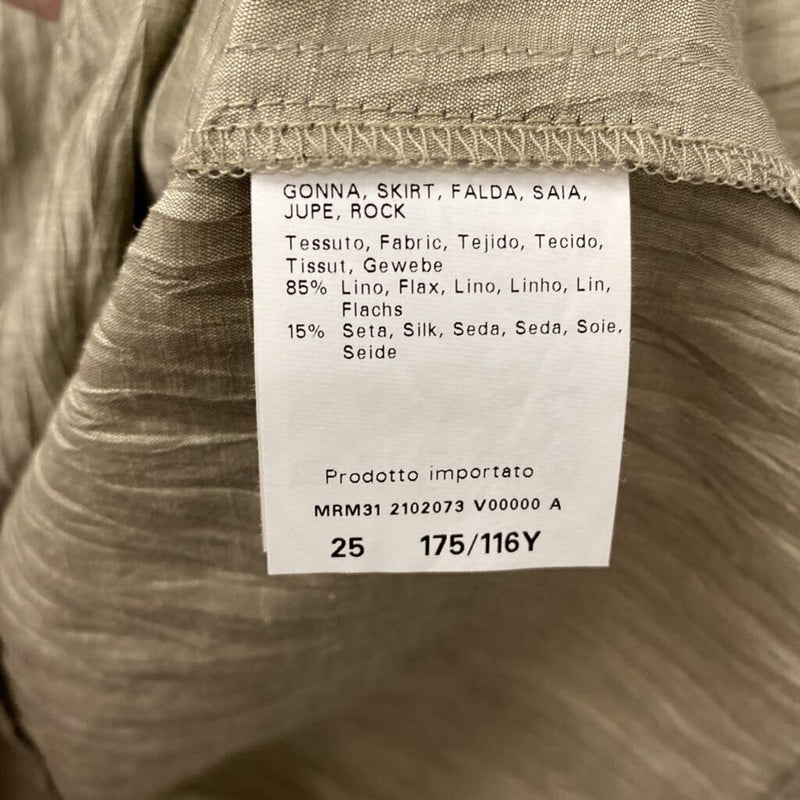 GONNA, SKIRT, FALDA, SAIA,
JUPE, ROCK
Tessuto, Fabric, Tejido, Tecido,
Tissut, Gewebe
85% Lino, Flax, Lino, Linho, Lin,
Flachs
15% Seta, Silk, Seda, Seda, Soie,
Seide
Prodotto importato
MRM31 2102073 V00000 A
25 175/116Y